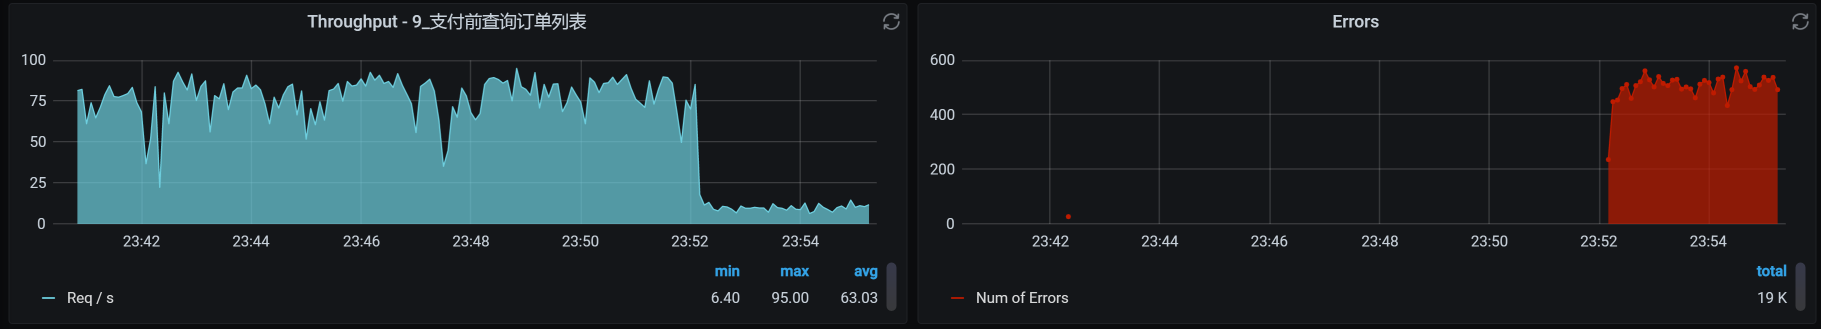 Throughput - 9_支付前查询订单列表
100
75
50
25
0
23:42 23:44 23:46 23:48 23:50 23:52 23:54
min max avg
Req / s 6.40 95.00 63.03
Errors
600
400
200
0
23:42 23:44 23:46 23:48 23:50 23:52 23:54
total
Num of Errors 19 K